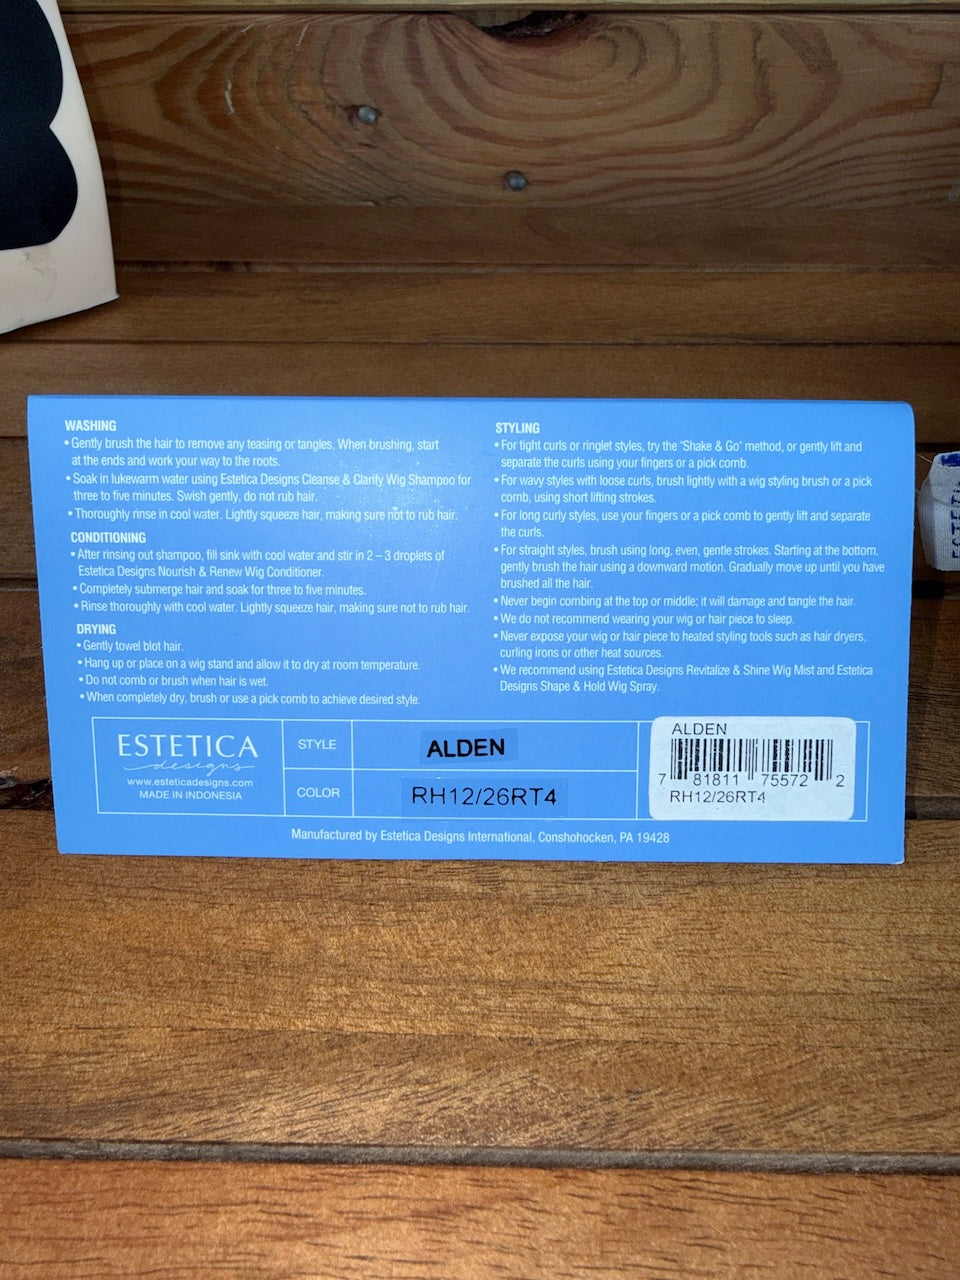 WASHING
• Gently brush the hair to remove any teasing or tangles. When brushing, start
at the ends and work your way to the roots.
• Soak in lukewarm water using Estetica Designs Cleanse & Clarify Wig Shampoo for
three to five minutes. Swish gently, do not rub hair.
• Thoroughly rinse in cool water. Lightly squeeze hair, making sure not to rub hair.
CONDITIONING
• After rinsing out shampoo, fill sink with cool water and stir in 2 – 3 droplets of
Estetica Designs Nourish & Renew Wig Conditioner.
• Completely submerge hair and soak for three to five minutes.
• Rinse thoroughly with cool water. Lightly squeeze hair, making sure not to rub hair.
DRYING
• Gently towel blot hair.
• Hang up or place on a wig stand and allow it to dry at room temperature.
• Do not comb or brush when hair is wet.
• When completely dry, brush or use a pick comb to achieve desired style.
STYLING
• For tight curls or ringlet styles, try the "Shake & Go" method, or gently lift and
separate the curls using your fingers or a pick comb.
• For wavy styles with loose curls, brush lightly with a wig styling brush or a pick
comb, using short lifting strokes.
• For long curly styles, use your fingers or a pick comb to gently lift and separate
the curls.
• For straight styles, brush using long, even, gentle strokes. Starting at the bottom,
gently brush the hair using a downward motion. Gradually move up until you have
brushed all the hair.
• Never begin combing at the top or middle; it will damage and tangle the hair.
• We do not recommend wearing your wig or hair piece to sleep.
• Never expose your wig or hair piece to heated styling tools such as hair dryers,
curling irons or other heat sources.
• We recommend using Estetica Designs Revitalize & Shine Wig Mist and Estetica
Designs Shape & Hold Wig Spray.
ESTETICA
designs
www.esteticadesigns.com
MADE IN INDONESIA
STYLE
ALDEN
COLOR
RH12/26RT4
ALDEN
7 81811 75572 2
RH12/26RT4
Manufactured by Estetica Designs International, Conshohocken, PA 19428